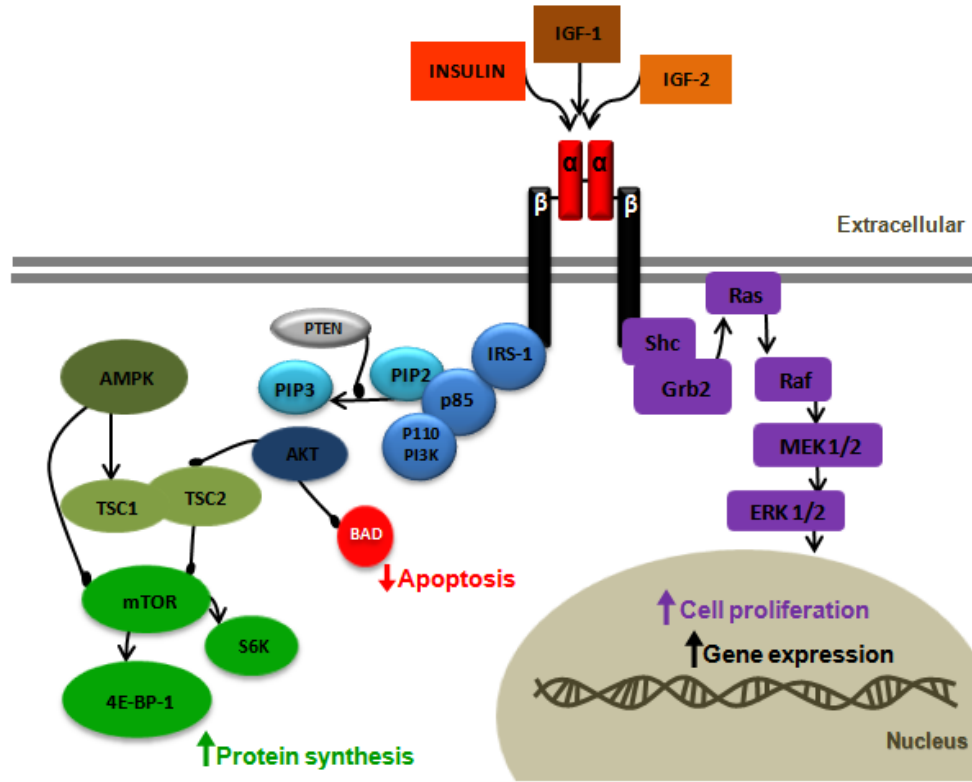 IGF-1
INSULIN
IGF-2
α α
β β
Extracellular
Ras
PTEN
Shc
IRS-1
AMPK
PIP3
PIP2
p85
Grb2
Raf
P110
PI3K
AKT
MEK 1/2
TSC1
TSC2
ERK 1/2
BAD
Apoptosis
mTOR
Cell proliferation
S6K
Gene expression
4E-BP-1
Nucleus
Protein synthesis